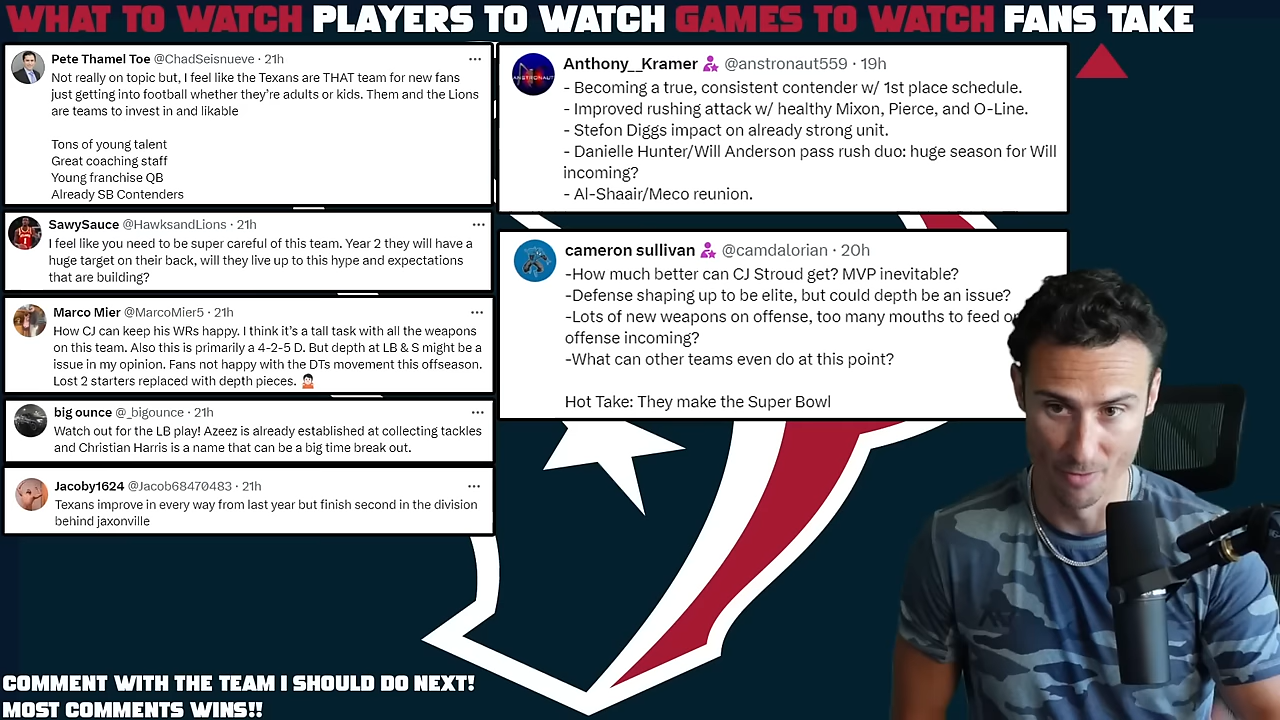 WHAT TO WATCH PLAYERS TO WATCH GAMES TO WATCH FANS TAKE
Pete Thamel Toe @ChadSeisnueve · 21h
Not really on topic but, I feel like the Texans are THAT team for new fans
just getting into football whether they're adults or kids. Them and the Lions
are teams to invest in and likable
Tons of young talent
Great coaching staff
Young franchise QB
Already SB Contenders
SawySauce @HawksandLions · 21h
I feel like you need to be super careful of this team. Year 2 they will have a
huge target on their back, will they live up to this hype and expectations
that are building?
Marco Mier @MarcoMier5 · 21h
How CJ can keep his WRs happy. I think it's a tall task with all the weapons
on this team. Also this is primarily a 4-2-5 D. But depth at LB & S might be a
issue in my opinion. Fans not happy with the DTs movement this offseason.
Lost 2 starters replaced with depth pieces.
big ounce @_bigounce · 21h
Watch out for the LB play! Azeez is already established at collecting tackles
and Christian Harris is a name that can be a big time break out.
Jacoby1624 @Jacob68470483 · 21h
Texans improve in every way from last year but finish second in the division
behind jaxonville
Anthony__Kramer @anstronaut559 · 19h
- Becoming a true, consistent contender w/ 1st place schedule.
- Improved rushing attack w/ healthy Mixon, Pierce, and O-Line.
- Stefon Diggs impact on already strong unit.
- Danielle Hunter/Will Anderson pass rush duo: huge season for Will
incoming?
- Al-Shaair/Meco reunion.
cameron sullivan @camdalorian · 20h
-How much better can CJ Stroud get? MVP inevitable?
-Defense shaping up to be elite, but could depth be an issue?
-Lots of new weapons on offense, too many mouths to feed or
offense incoming?
-What can other teams even do at this point?
Hot Take: They make the Super Bowl
COMMENT WITH THE TEAM I SHOULD DO NEXT!
MOST COMMENTS WINS!!